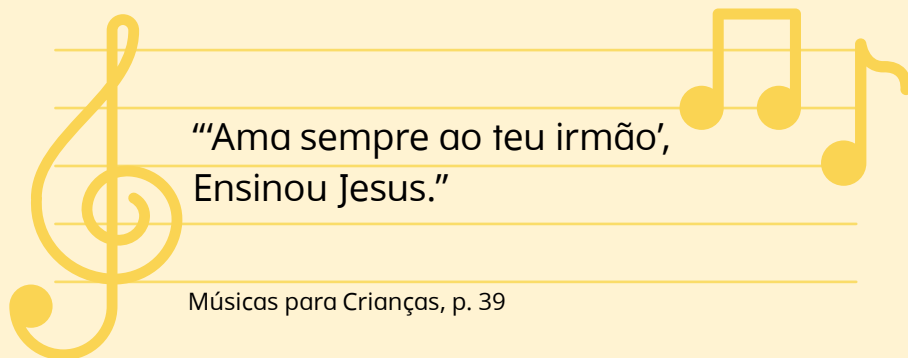 “‘Ama sempre ao teu irmão’,
Ensinou Jesus.”
Músicas para Crianças, p. 39